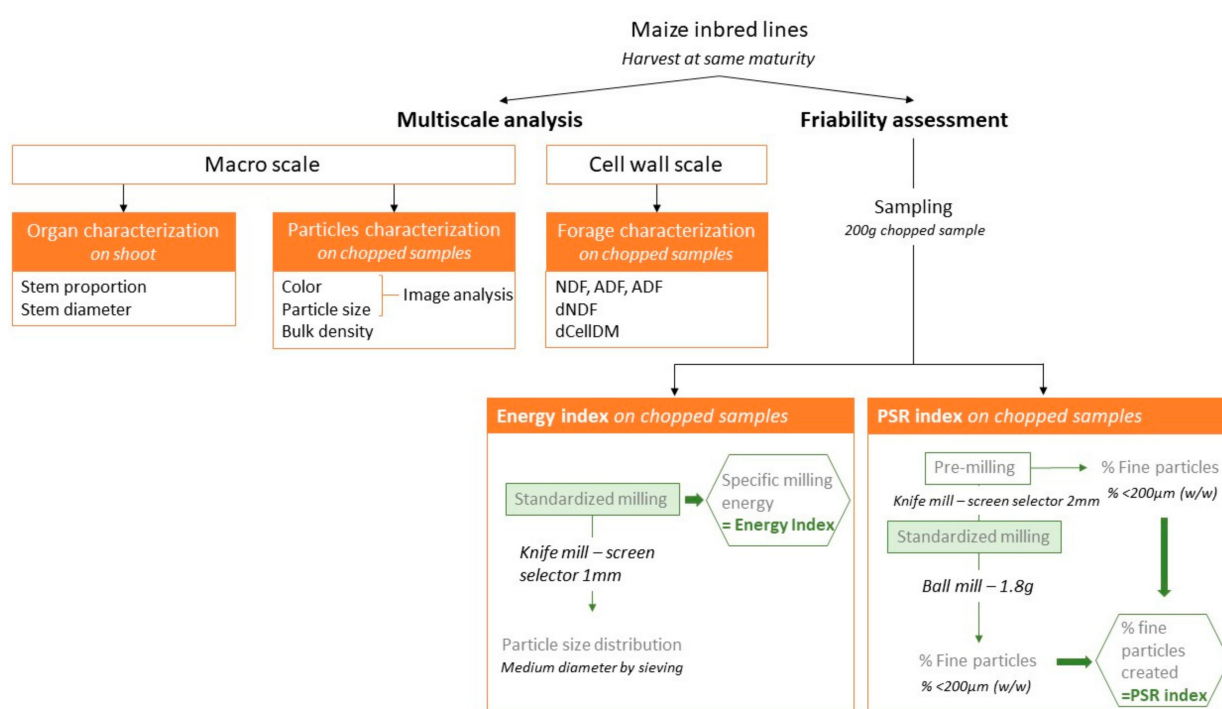 Maize inbred lines
Harvest at same maturity
Multiscale analysis
Friability assessment
Macro scale
Cell wall scale
Organ characterization
on shoot
Stem proportion
Stem diameter
Particles characterization
on chopped samples
Color
Particle size
Image analysis
Bulk density
Forage characterization
on chopped samples
NDF, ADF, ADF
dNDF
dCellDM
Sampling
200g chopped sample
Energy index on chopped samples
Standardized milling
Specific milling
energy
= Energy Index
Knife mill – screen
selector 1mm
Particle size distribution
Medium diameter by sieving
PSR index on chopped samples
Pre-milling
% Fine particles
% <200µm (w/w)
Knife mill – screen selector 2mm
Standardized milling
Ball mill – 1.8g
% Fine particles
% <200µm (w/w)
% fine
particles
created
=PSR index